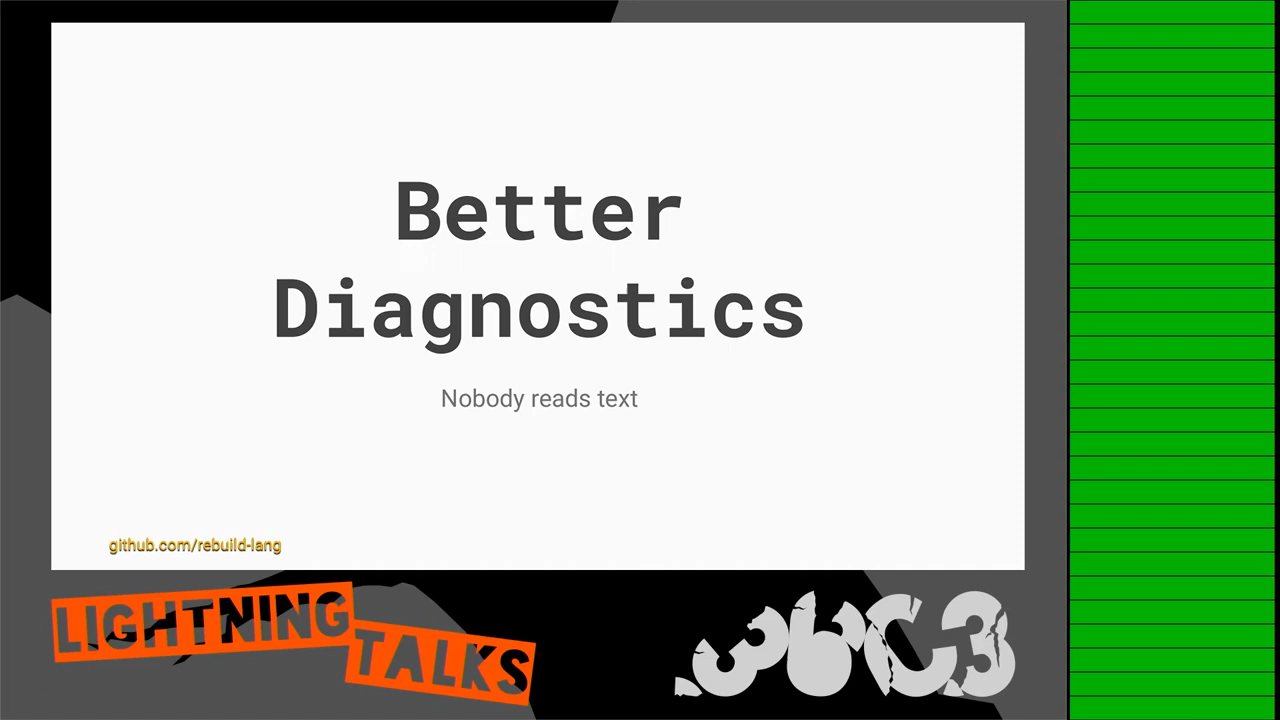 Better
Diagnostics
Nobody reads text
github.com/rebuild-lang
LIGHTNING
TALKS
36C3